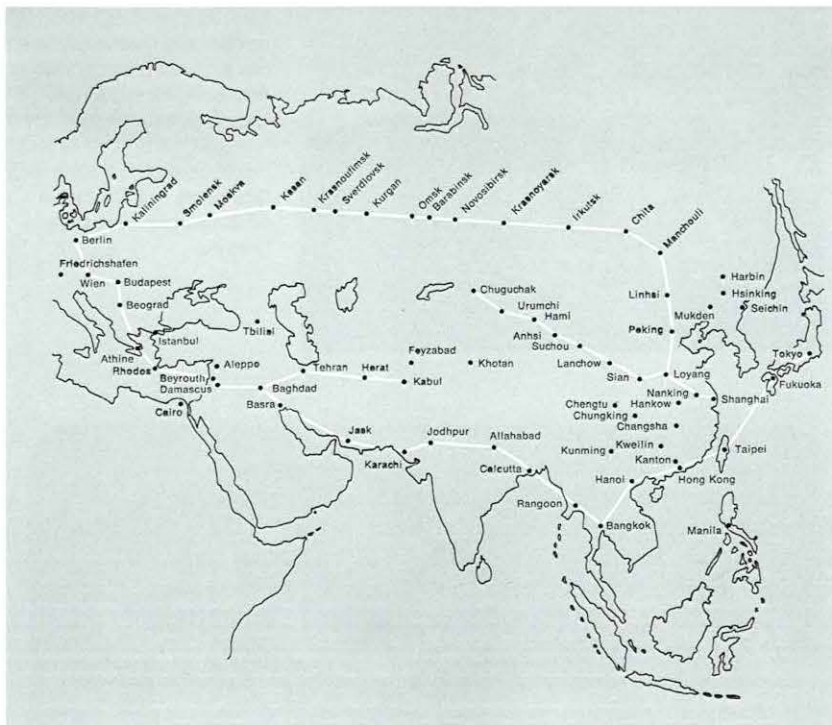 Kaliningrad
Smolensk
Moskva
Kasan
Krasnoufimsk
Sverdlovsk
Kurgan
Omsk
Barabinsk
Novosibirsk
Krasnoyarsk
Irkutsk
Chita
Manchouli
Berlin
Friedrichshafen
Wien
Budapest
Beograd
Istanbul
Tbilisi
Athine
Rhodes
Aleppo
Beyrouth
Damascus
Cairo
Baghdad
Basra
Tehran
Herat
Feyzabad
Kabul
Khotan
Chuguchak
Urumchi
Hami
Anhsi
Suchou
Lanchow
Sian
Loyang
Linhsi
Peking
Harbin
Hsinking
Mukden
Seichin
Tokyo
Fukuoka
Nanking
Shanghai
Chengtu
Hankow
Chungking
Changsha
Kunming
Kweilin
Kanton
Taipei
Hong Kong
Hanoi
Jask
Karachi
Jodhpur
Allahabad
Calcutta
Rangoon
Bangkok
Manila